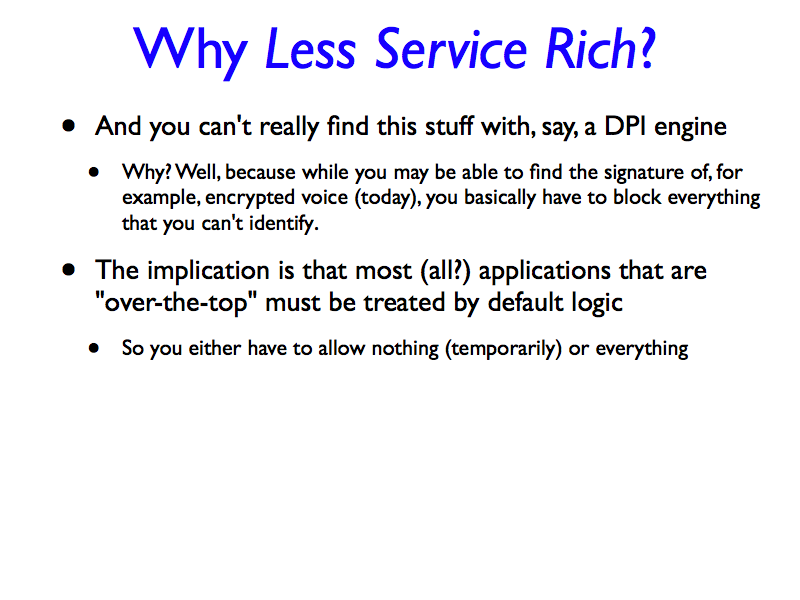 Why Less Service Rich?
• And you can't really find this stuff with, say, a DPI engine
• Why? Well, because while you may be able to find the signature of, for
example, encrypted voice (today), you basically have to block everything
that you can't identify.
• The implication is that most (all?) applications that are
"over-the-top" must be treated by default logic
• So you either have to allow nothing (temporarily) or everything